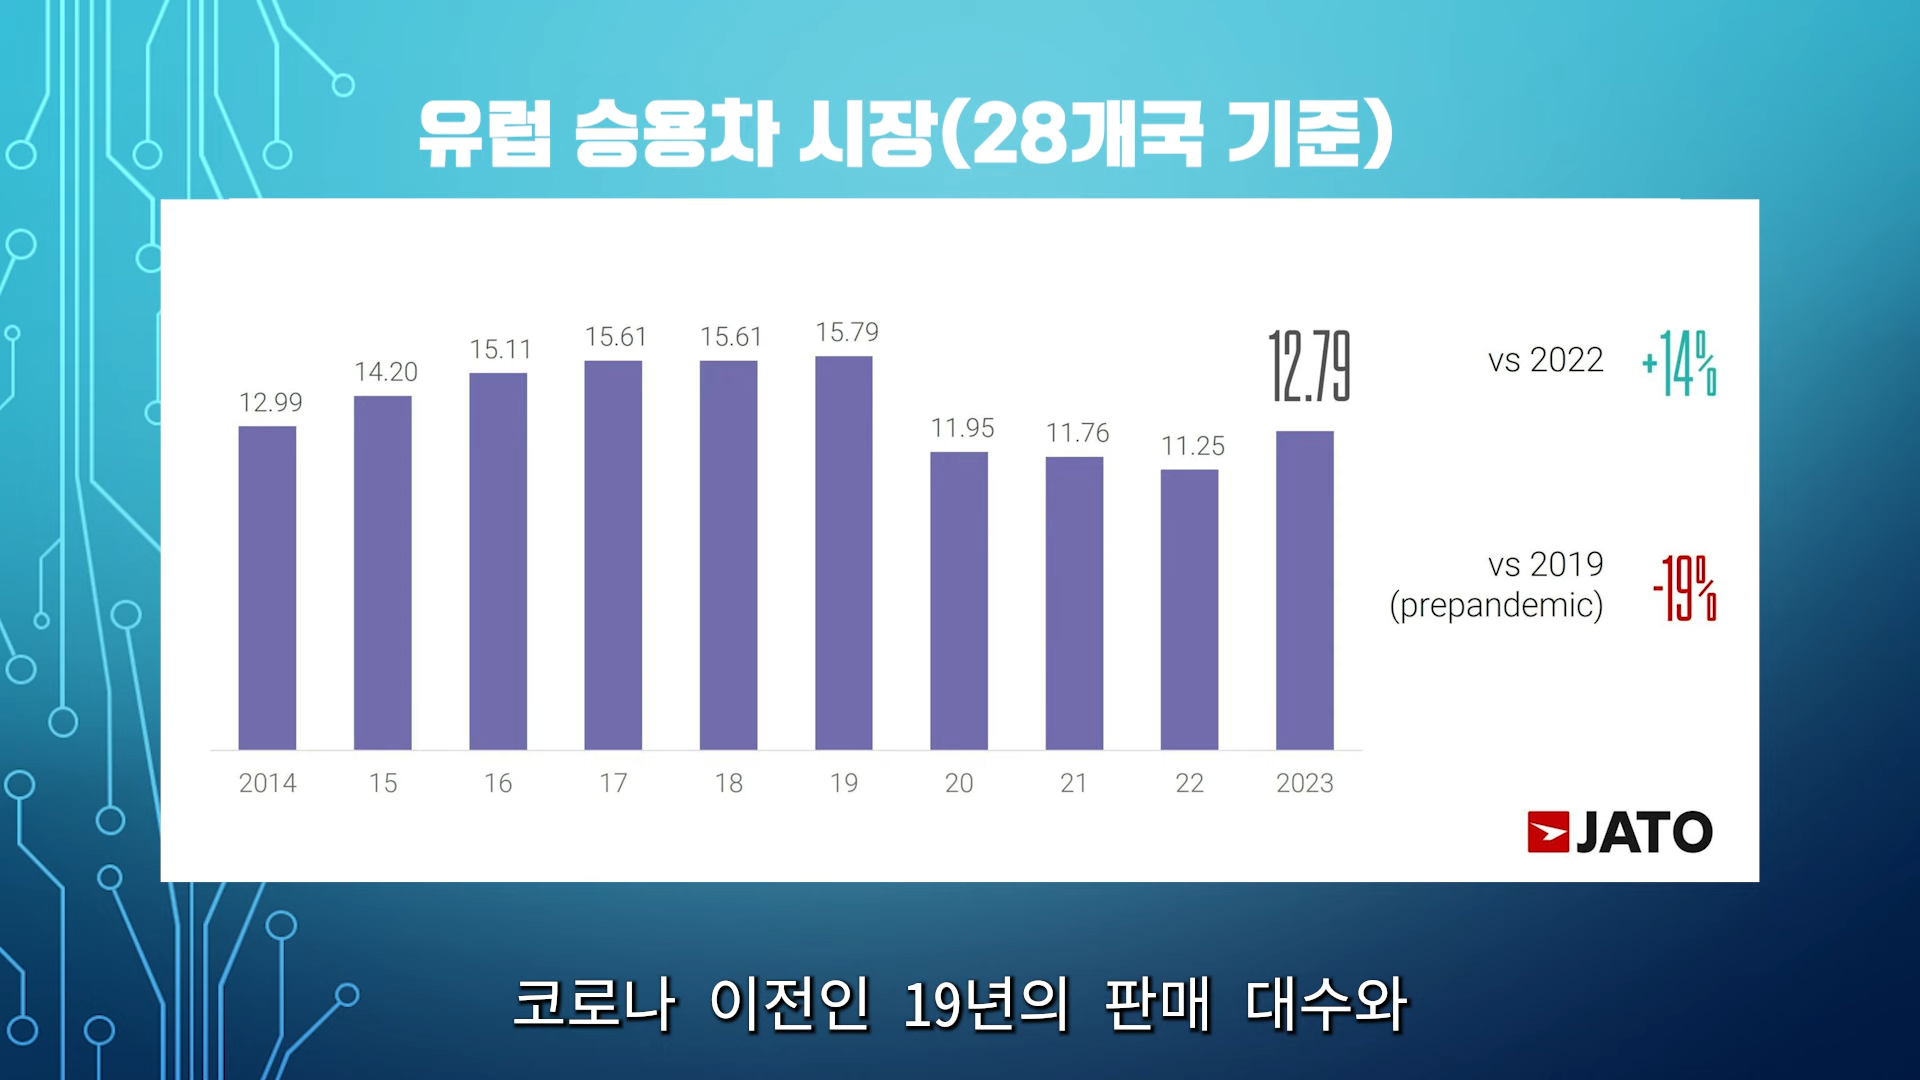 유럽 승용차 시장(28개국 기준)
12.99
14.20
15.11
15.61
15.61
15.79
11.95
11.76
11.25
12.79
vs 2022 +14%
vs 2019
(prepandemic) -19%
2014 15 16 17 18 19 20 21 22 2023
JATO
코로나 이전인 19년의 판매 대수와